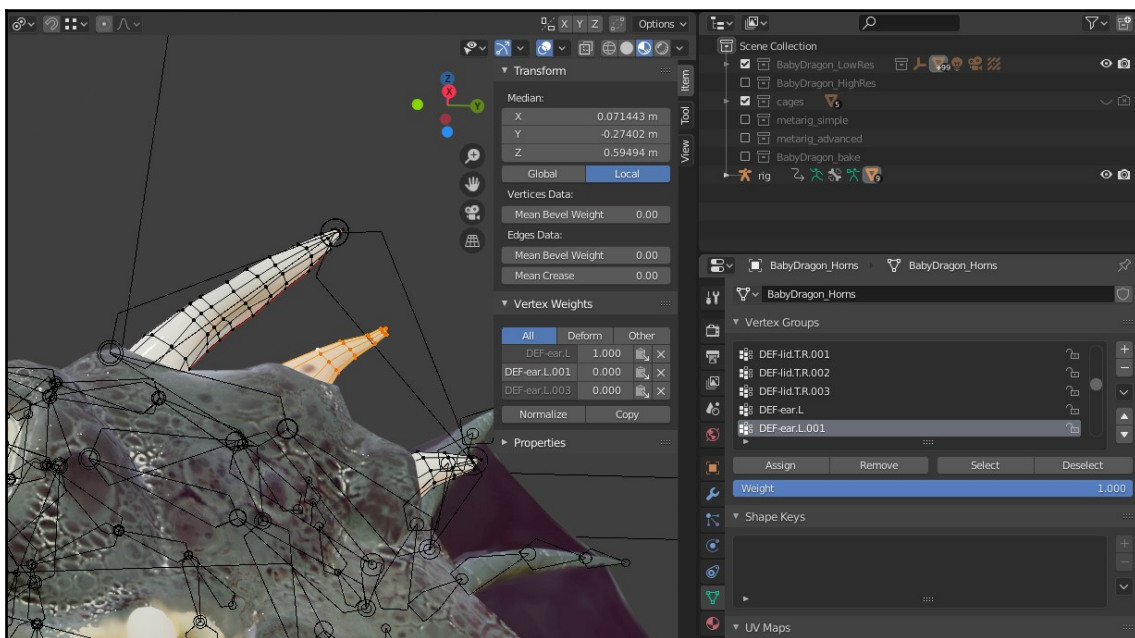 X Y Z
Options
Transform
Median:
X 0.071443 m
Y -0.27402 m
Z 0.59494 m
Global Local
Vertices Data:
Mean Bevel Weight 0.00
Edges Data:
Mean Bevel Weight 0.00
Mean Crease 0.00
Vertex Weights
All Deform Other
DEF-ear.L 1.000
DEF-ear.L.001 0.000
DEF-ear.L.003 0.000
Normalize Copy
Properties
Item
Tool
View
Z
X
Y
Scene Collection
BabyDragon_LowRes 99
BabyDragon_HighRes
cages 5
metarig_simple
metarig_advanced
BabyDragon_bake
rig 9
BabyDragon_Horns BabyDragon_Horns
BabyDragon_Horns
Vertex Groups
DEF-lid.T.R.001
DEF-lid.T.R.002
DEF-lid.T.R.003
DEF-ear.L
DEF-ear.L.001
Assign Remove Select Deselect
Weight 1.000
Shape Keys
UV Maps